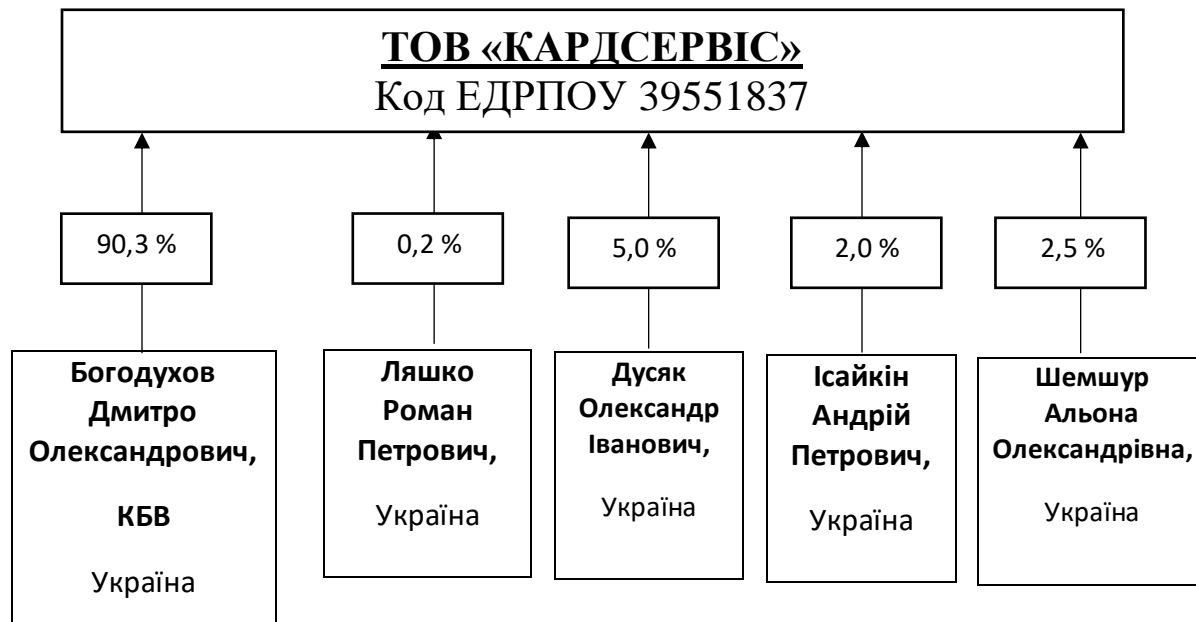 ТОВ «КАРДСЕРВІС»
Код ЕДРПОУ 39551837
90,3 %
0,2 %
5,0 %
2,0 %
2,5 %
Богодухов
Дмитро
Олександрович,
КБВ
Україна
Ляшко
Роман
Петрович,
Україна
Дусяк
Олександр
Іванович,
Україна
Ісайкін
Андрій
Петрович,
Україна
Шемшур
Альона
Олександрівна,
Україна